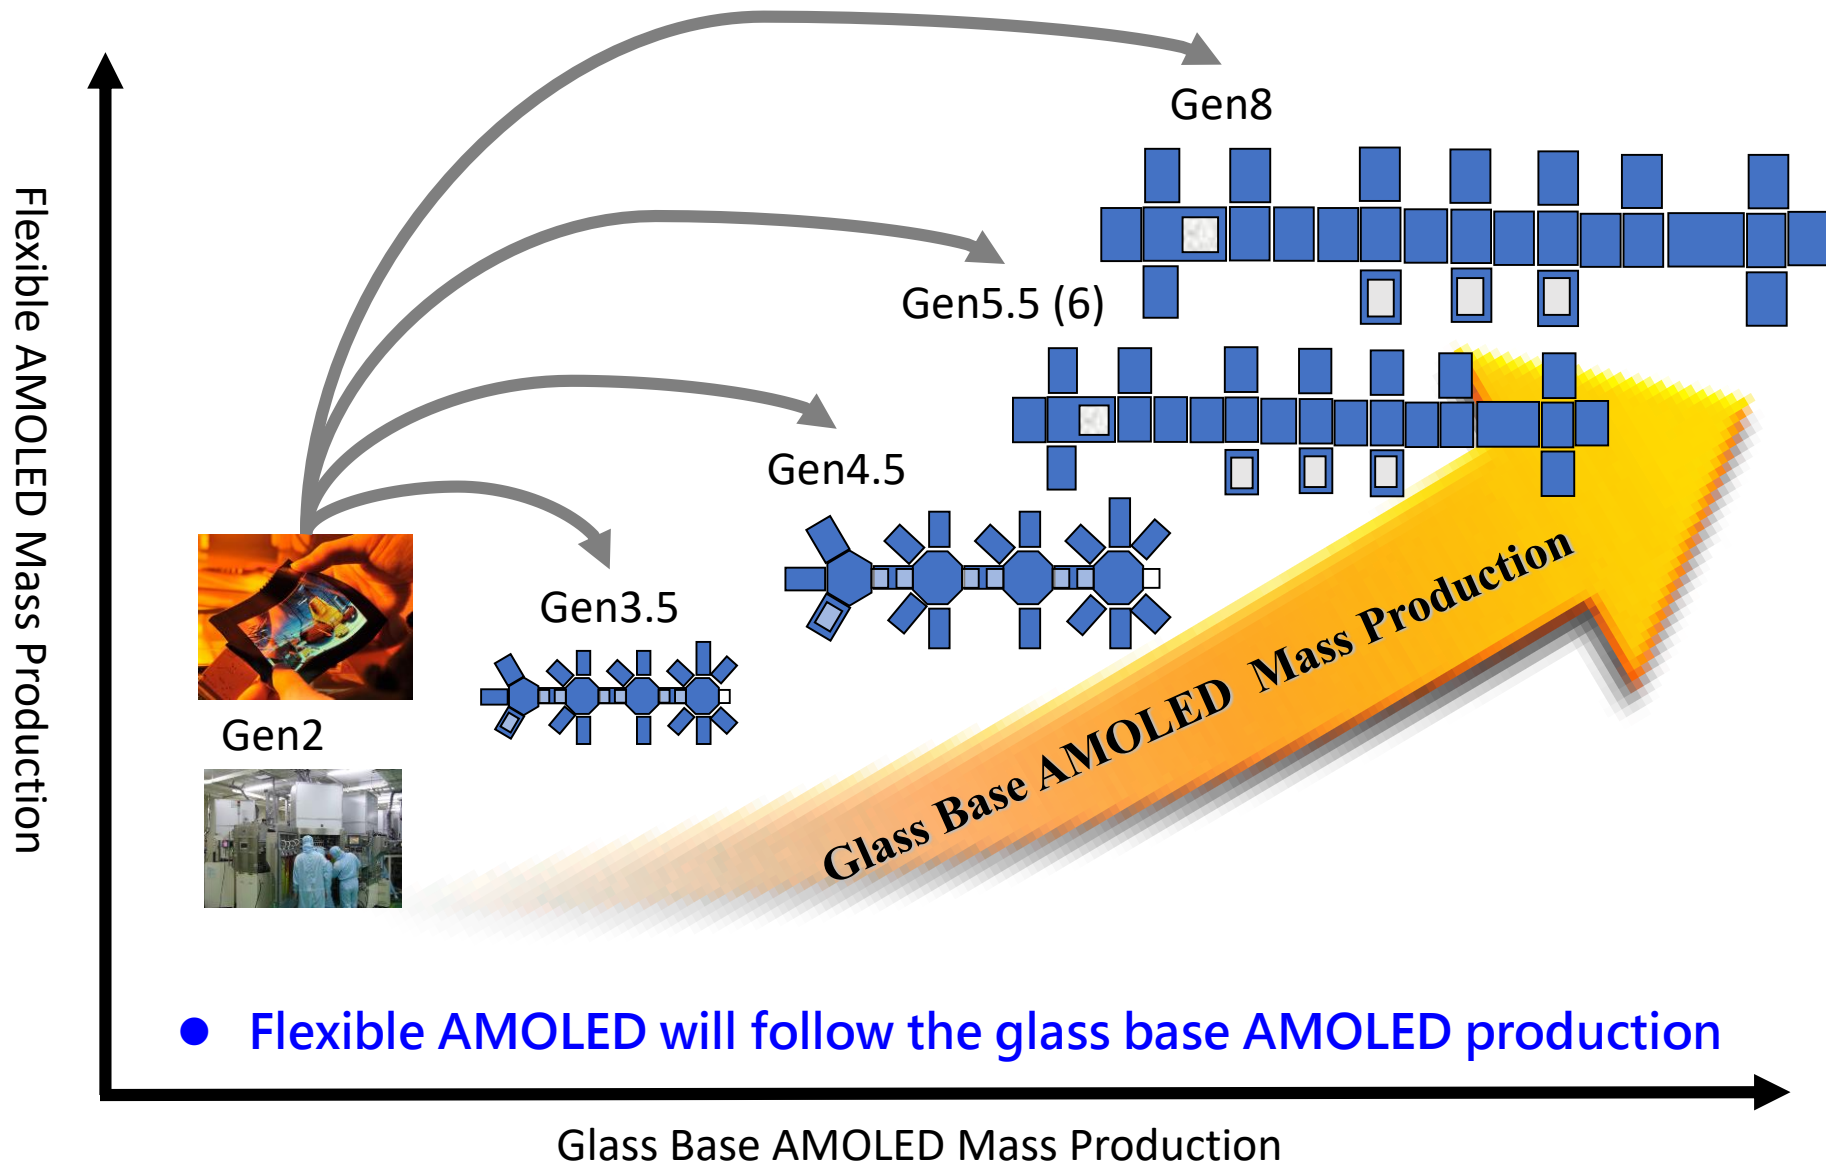 Gen8
Flexible AMOLED Mass Production
Gen5.5 (6)
Gen4.5
Gen3.5
Gen2
Glass Base AMOLED  Mass Production
● Flexible AMOLED will follow the glass base AMOLED production
Glass Base AMOLED Mass Production